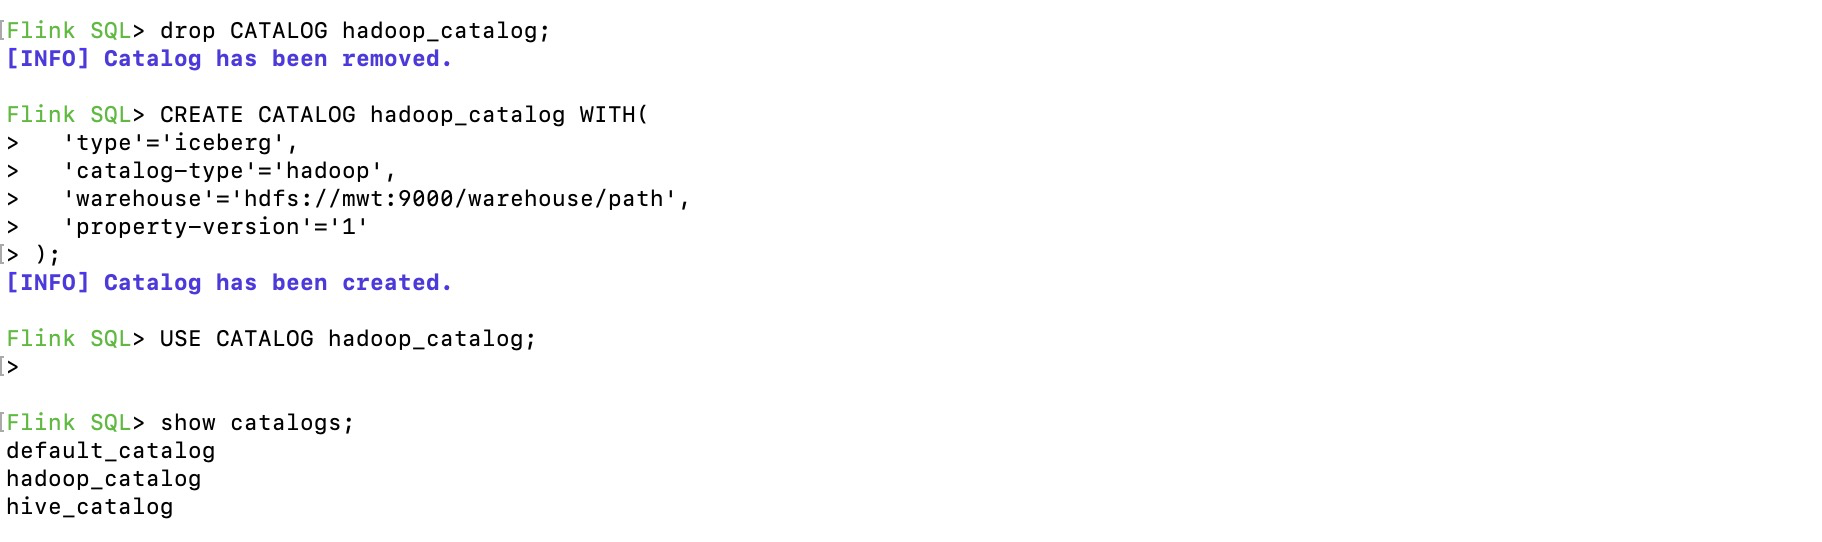 [Flink SQL> drop CATALOG hadoop_catalog;
[INFO] Catalog has been removed.
Flink SQL> CREATE CATALOG hadoop_catalog WITH(
>   'type'='iceberg',
>   'catalog-type'='hadoop',
>   'warehouse'='hdfs://mwt:9000/warehouse/path',
>   'property-version'='1'
[> );
[INFO] Catalog has been created.
Flink SQL> USE CATALOG hadoop_catalog;
[>
[Flink SQL> show catalogs;
default_catalog
hadoop_catalog
hive_catalog